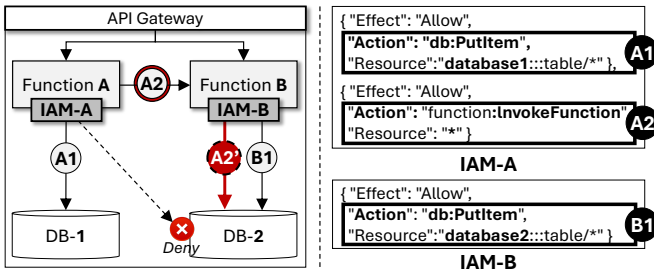 API Gateway
Function A
A2
Function B
IAM-A
IAM-B
A1
A2'
B1
Deny
DB-1
DB-2
{ "Effect": "Allow",
"Action": "db:PutItem",
"Resource":"database1:::table/*" },
A1
{ "Effect": "Allow",
"Action": "function:InvokeFunction"
"Resource": "*" }
A2
IAM-A
{ "Effect": "Allow",
"Action": "db:PutItem",
"Resource":"database2:::table/*" }
B1
IAM-B